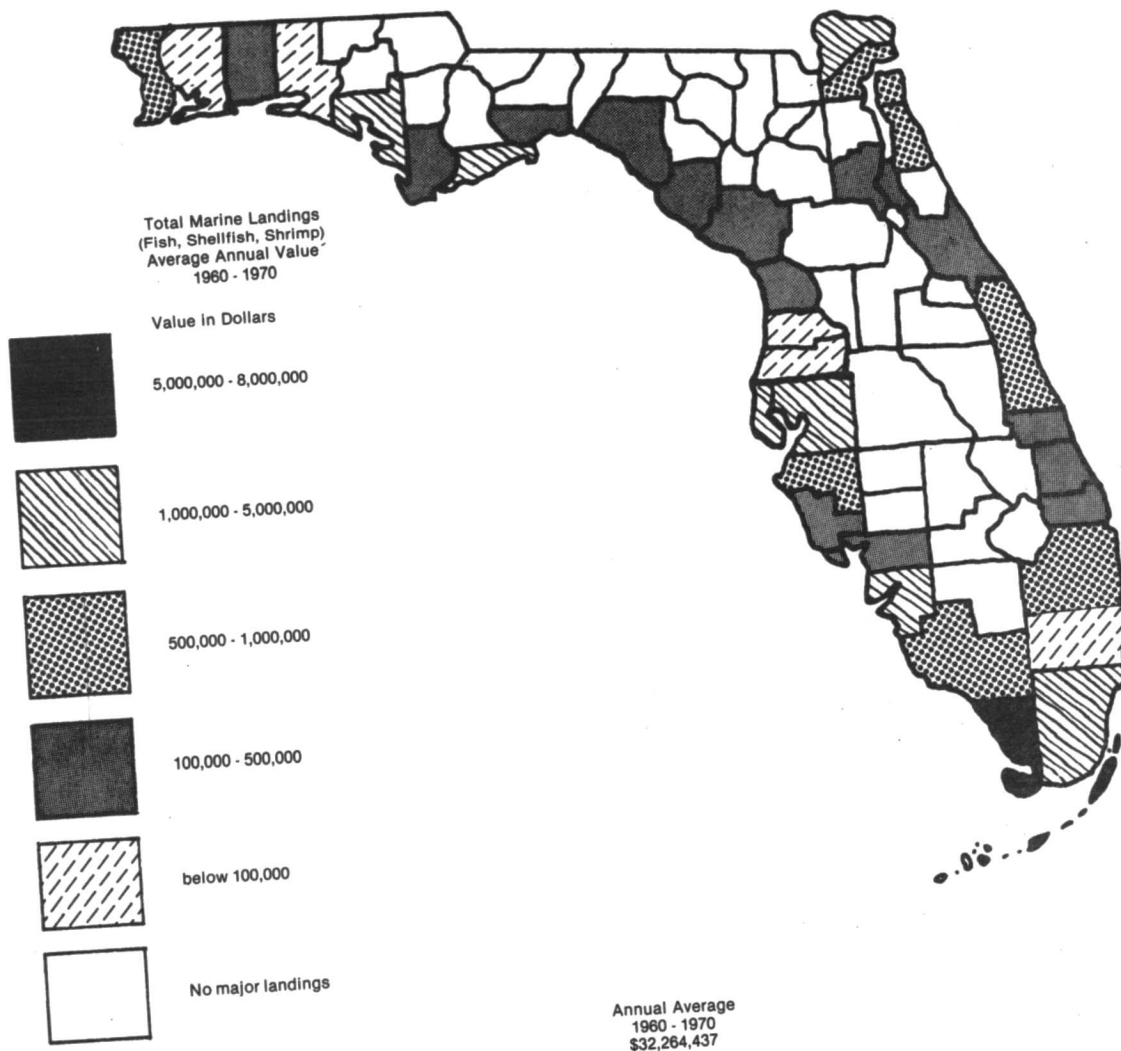 Total Marine Landings
(Fish, Shellfish, Shrimp)
Average Annual Value´
1960 - 1970
Value in Dollars
5,000,000 - 8,000,000
1,000,000 - 5,000,000
500,000 - 1,000,000
100,000 - 500,000
below 100,000
No major landings
Annual Average
1960 - 1970
$32,264,437